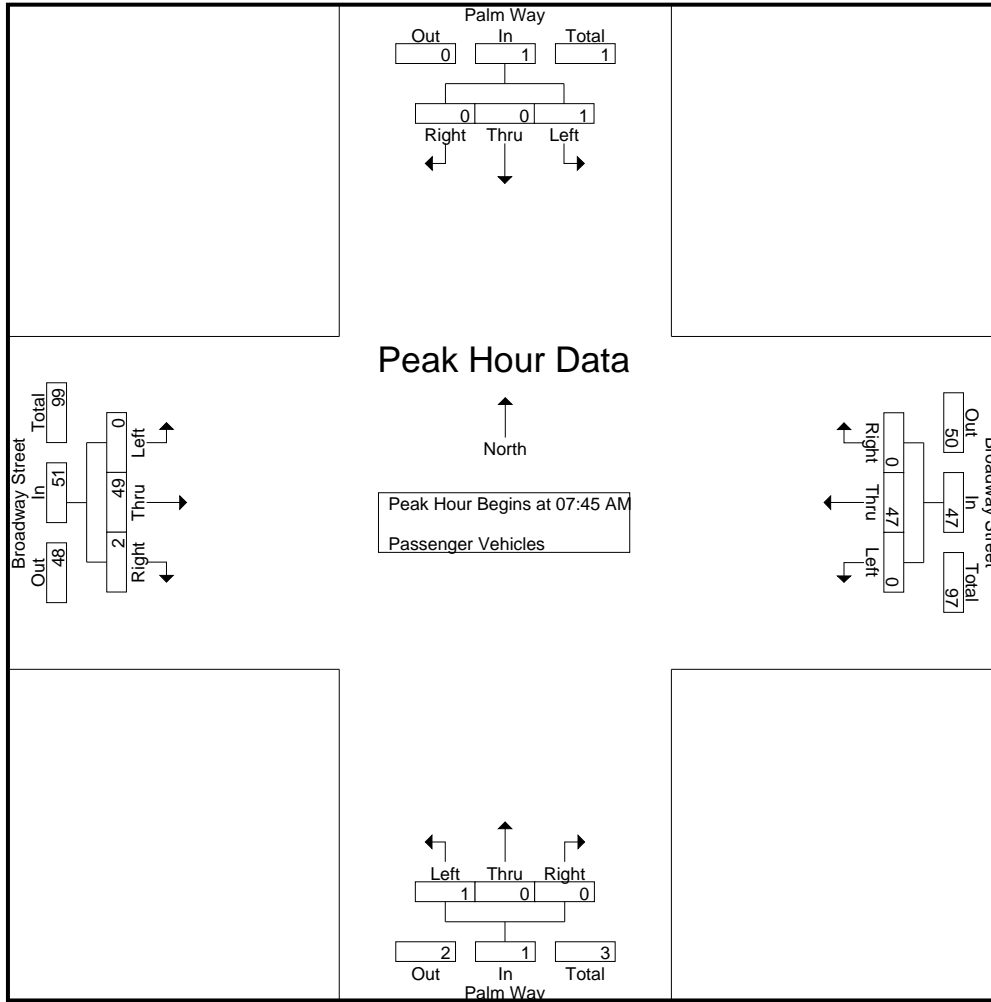 Palm Way
Out In Total
0 1 1
0 0 1
Right Thru Left
Peak Hour Data
North
Peak Hour Begins at 07:45 AM
Passenger Vehicles
Broadway Street
Out In Total
48 51 99
Right Thru Left
2 49 0
Broadway Street
Out In Total
50 47 97
Right Thru Left
0 47 0
Left Thru Right
1 0 0
2 1 3
Out In Total
Palm Way